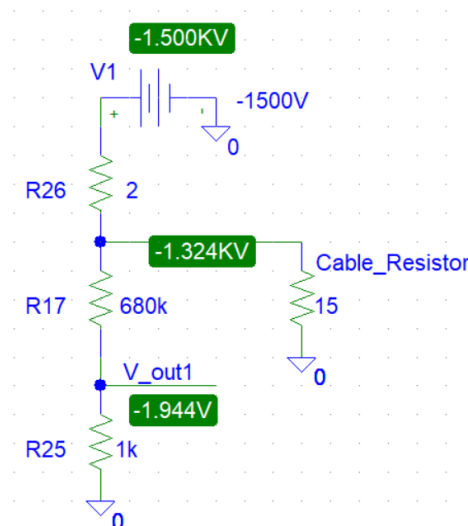 -1.500KV
V1
+
-
-1500V
0
R26
2
-1.324KV
Cable_Resistor
R17
680k
15
0
V_out1
-1.944V
R25
1k
0